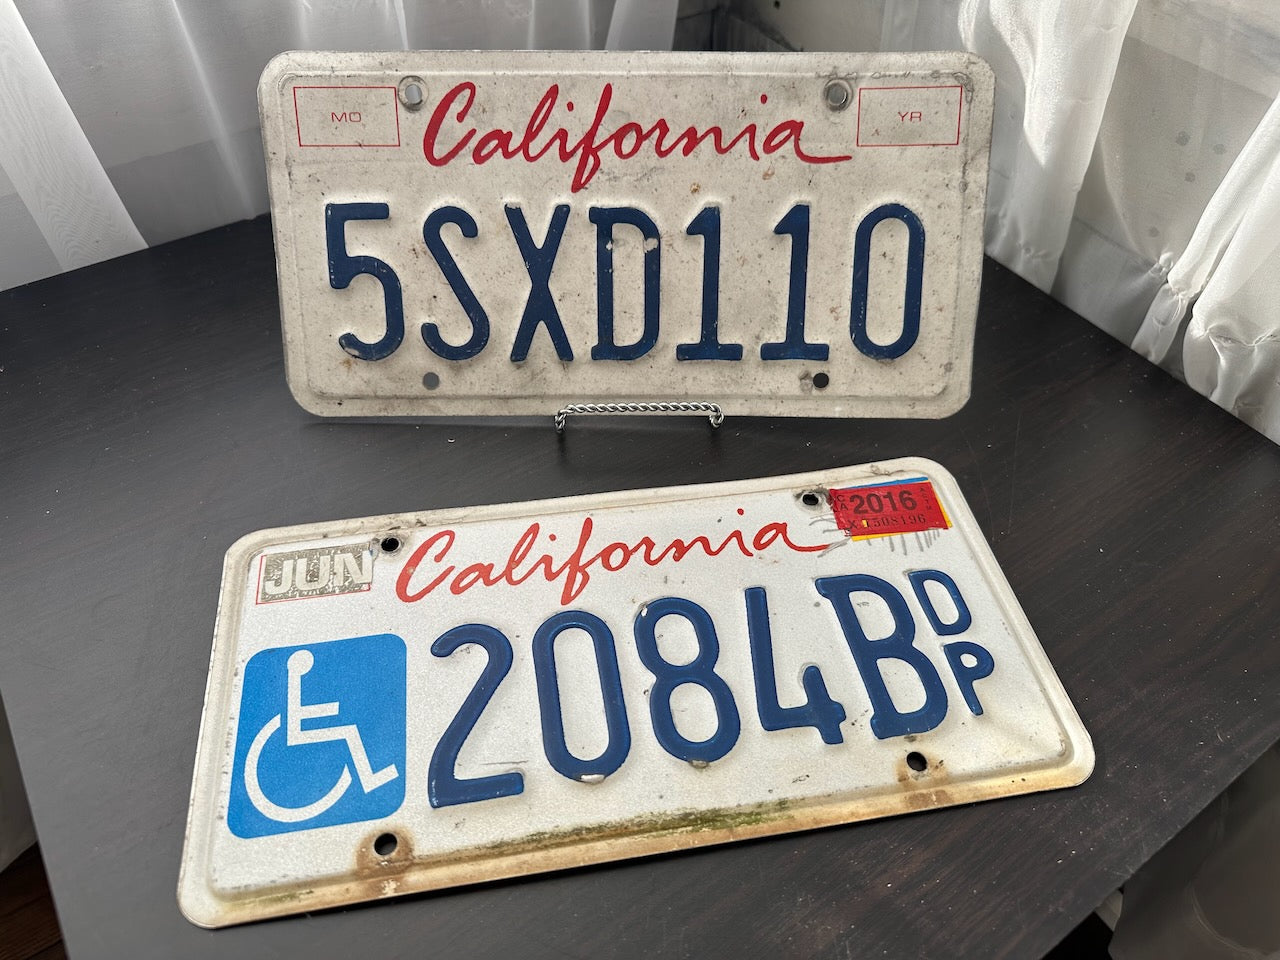 MO
California
YR
5SXD110
JUN
California
2016
2084B
DP